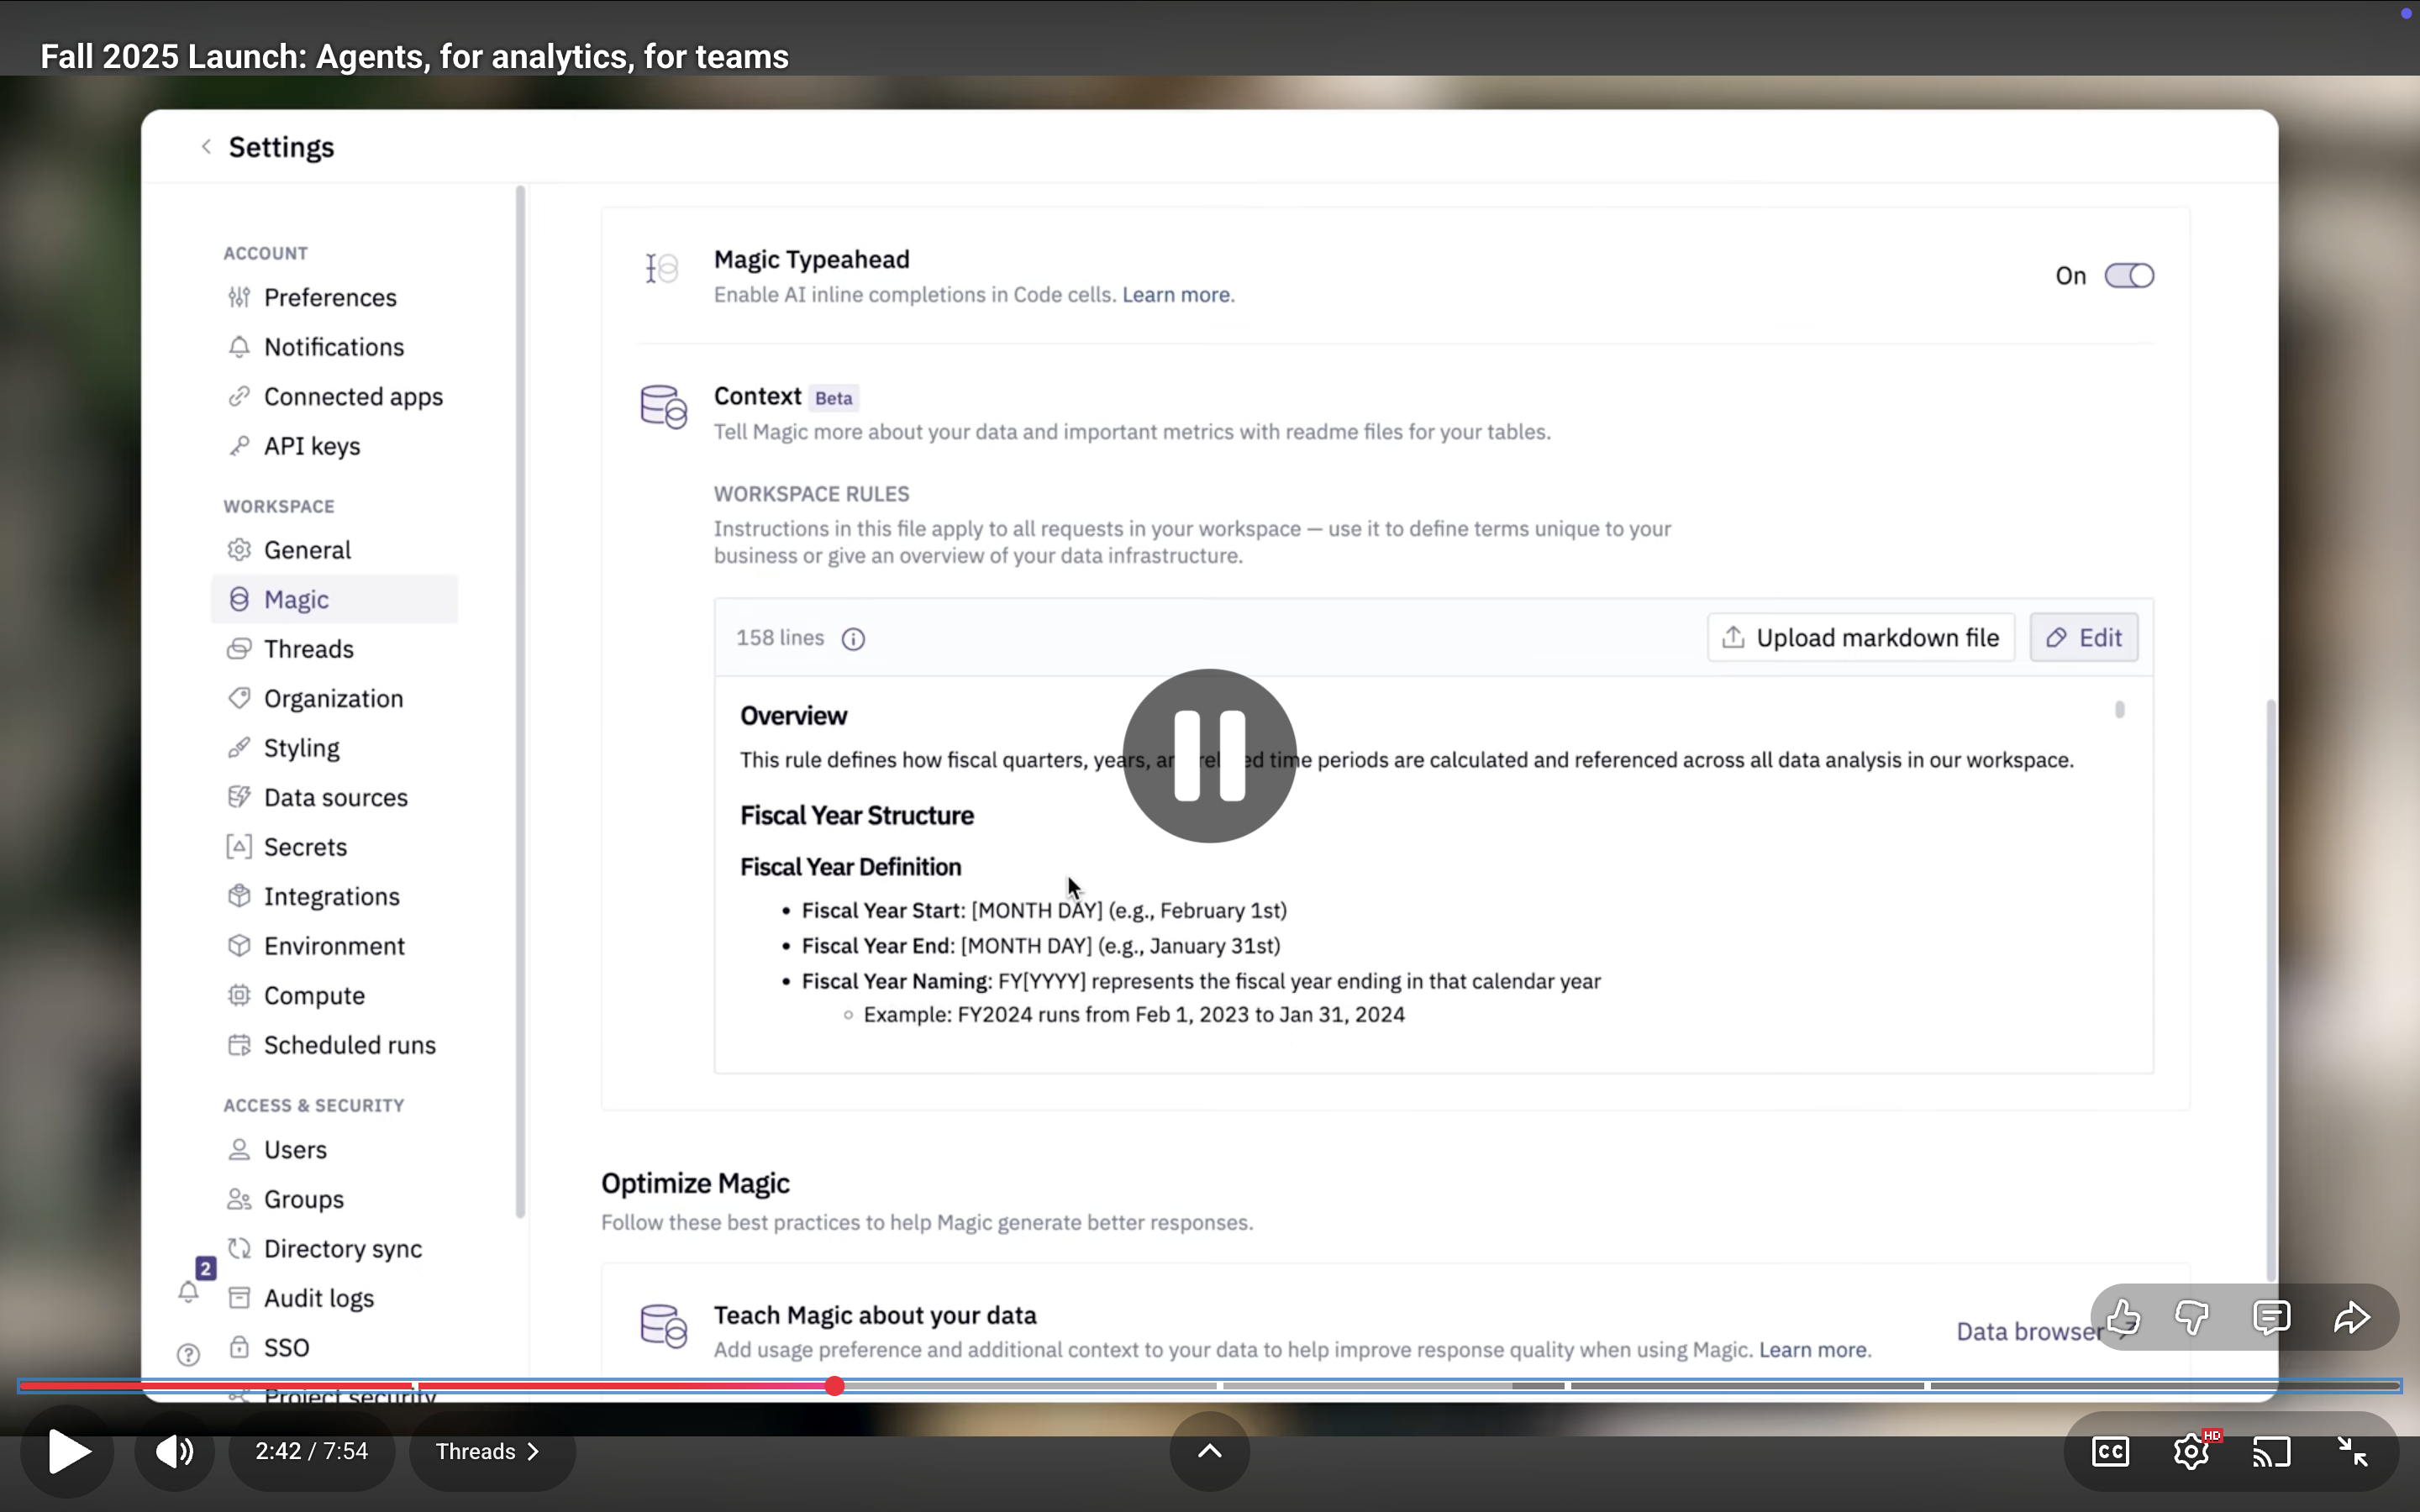 Fall 2025 Launch: Agents, for analytics, for teams
Settings
ACCOUNT
Preferences
Notifications
Connected apps
API keys
WORKSPACE
General
Magic
Threads
Organization
Styling
Data sources
Secrets
Integrations
Environment
Compute
Scheduled runs
ACCESS & SECURITY
Users
Groups
Directory sync
2
Audit logs
SSO
Project security
Magic Typeahead
Enable AI inline completions in Code cells. Learn more.
On
Context Beta
Tell Magic more about your data and important metrics with readme files for your tables.
WORKSPACE RULES
Instructions in this file apply to all requests in your workspace — use it to define terms unique to your
business or give an overview of your data infrastructure.
158 lines
Upload markdown file
Edit
Overview
This rule defines how fiscal quarters, years, and related time periods are calculated and referenced across all data analysis in our workspace.
Fiscal Year Structure
Fiscal Year Definition
• Fiscal Year Start: [MONTH DAY] (e.g., February 1st)
• Fiscal Year End: [MONTH DAY] (e.g., January 31st)
• Fiscal Year Naming: FY[YYYY] represents the fiscal year ending in that calendar year
◦ Example: FY2024 runs from Feb 1, 2023 to Jan 31, 2024
Optimize Magic
Follow these best practices to help Magic generate better responses.
Teach Magic about your data
Add usage preference and additional context to your data to help improve response quality when using Magic. Learn more.
Data browser
2:42 / 7:54
Threads
CC
HD